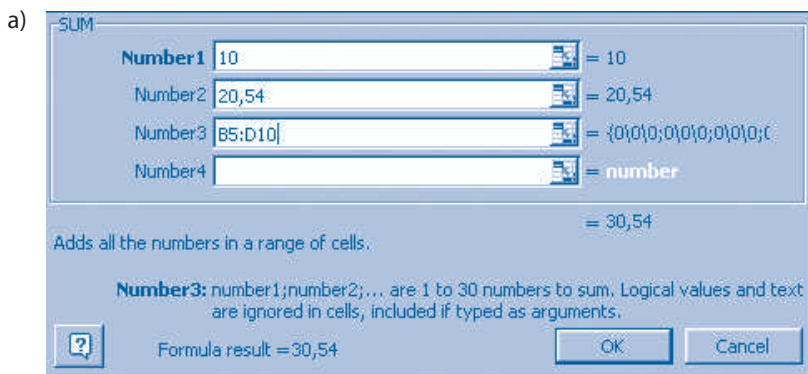 a)
SUM
Number1 10 = 10
Number2 20,54 = 20,54
Number3 B5:D10 = {0\0\0;0\0\0;0\0\0;(
Number4 = number
= 30,54
Adds all the numbers in a range of cells.
Number3: number1;number2;... are 1 to 30 numbers to sum. Logical values and text
are ignored in cells, included if typed as arguments.
? Formula result =30,54 OK Cancel